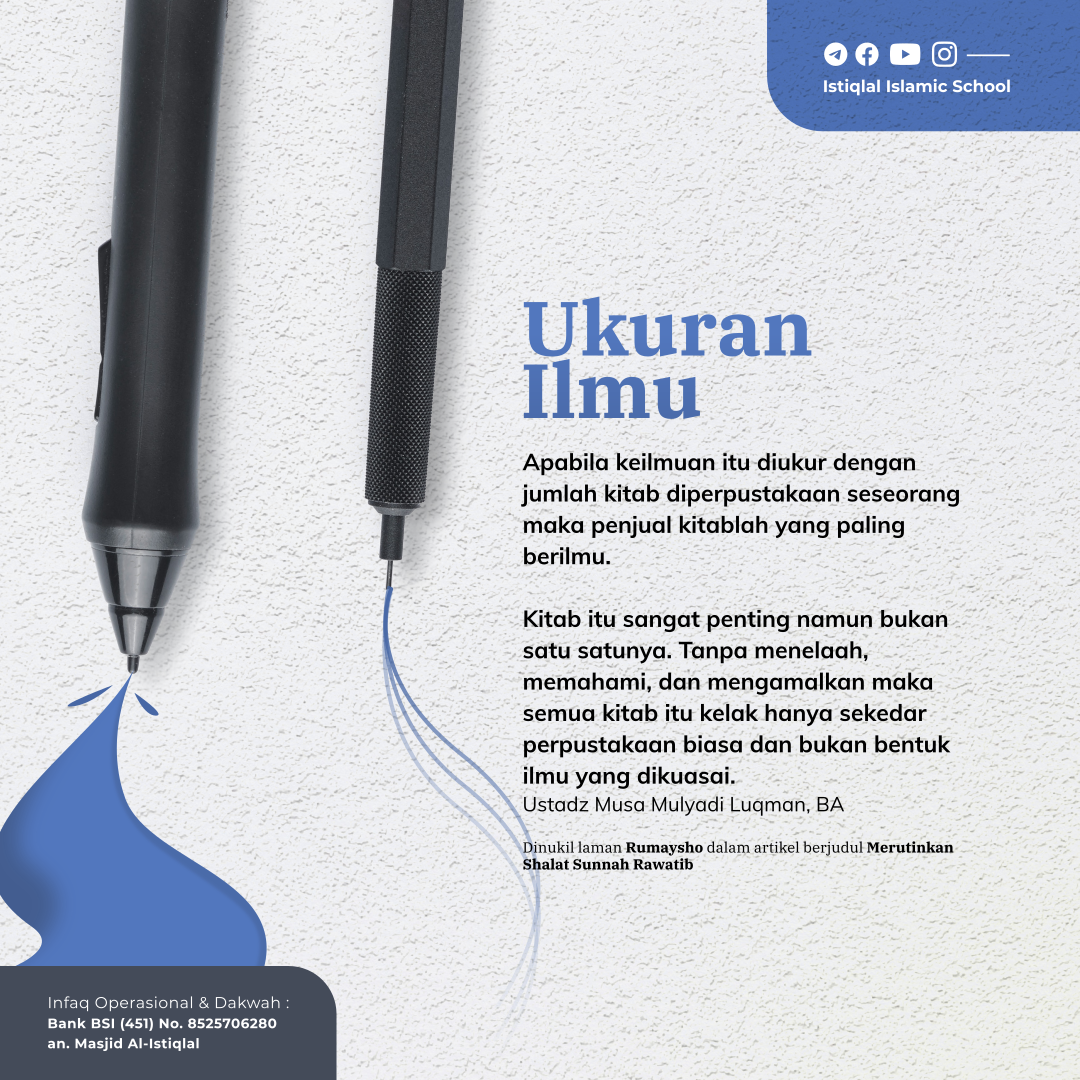 Istiqlal Islamic School
Ukuran
Ilmu
Apabila keilmuan itu diukur dengan
jumlah kitab diperpustakaan seseorang
maka penjual kitablah yang paling
berilmu.
Kitab itu sangat penting namun bukan
satu satunya. Tanpa menelaah,
memahami, dan mengamalkan maka
semua kitab itu kelak hanya sekedar
perpustakaan biasa dan bukan bentuk
ilmu yang dikuasai.
Ustadz Musa Mulyadi Luqman, BA
Dinukil laman Rumaysho dalam artikel berjudul Merutinkan
Shalat Sunnah Rawatib
Infaq Operasional & Dakwah :
Bank BSI (451) No. 8525706280
an. Masjid Al-Istiqlal